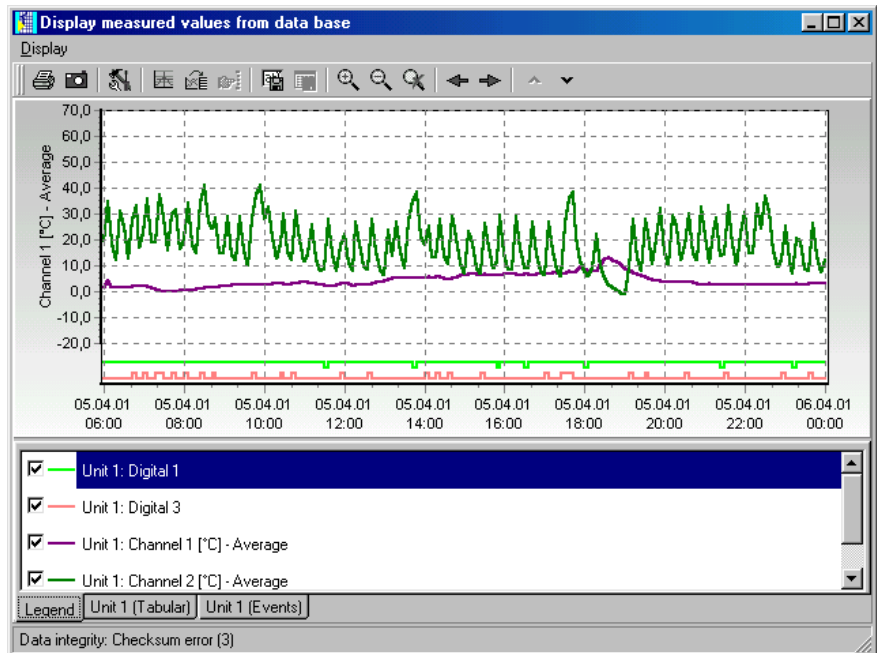 Display measured values from data base
Display
70,0
60,0
50,0
40,0
30,0
20,0
10,0
0,0
-10,0
-20,0
Channel 1 [°C] - Average
05.04.01 05.04.01 05.04.01 05.04.01 05.04.01 05.04.01 05.04.01 05.04.01 05.04.01 06.04.01
06:00 08:00 10:00 12:00 14:00 16:00 18:00 20:00 22:00 00:00
Unit 1: Digital 1
Unit 1: Digital 3
Unit 1: Channel 1 [°C] - Average
Unit 1: Channel 2 [°C] - Average
Legend Unit 1 (Tabular) Unit 1 (Events)
Data integrity: Checksum error (3)